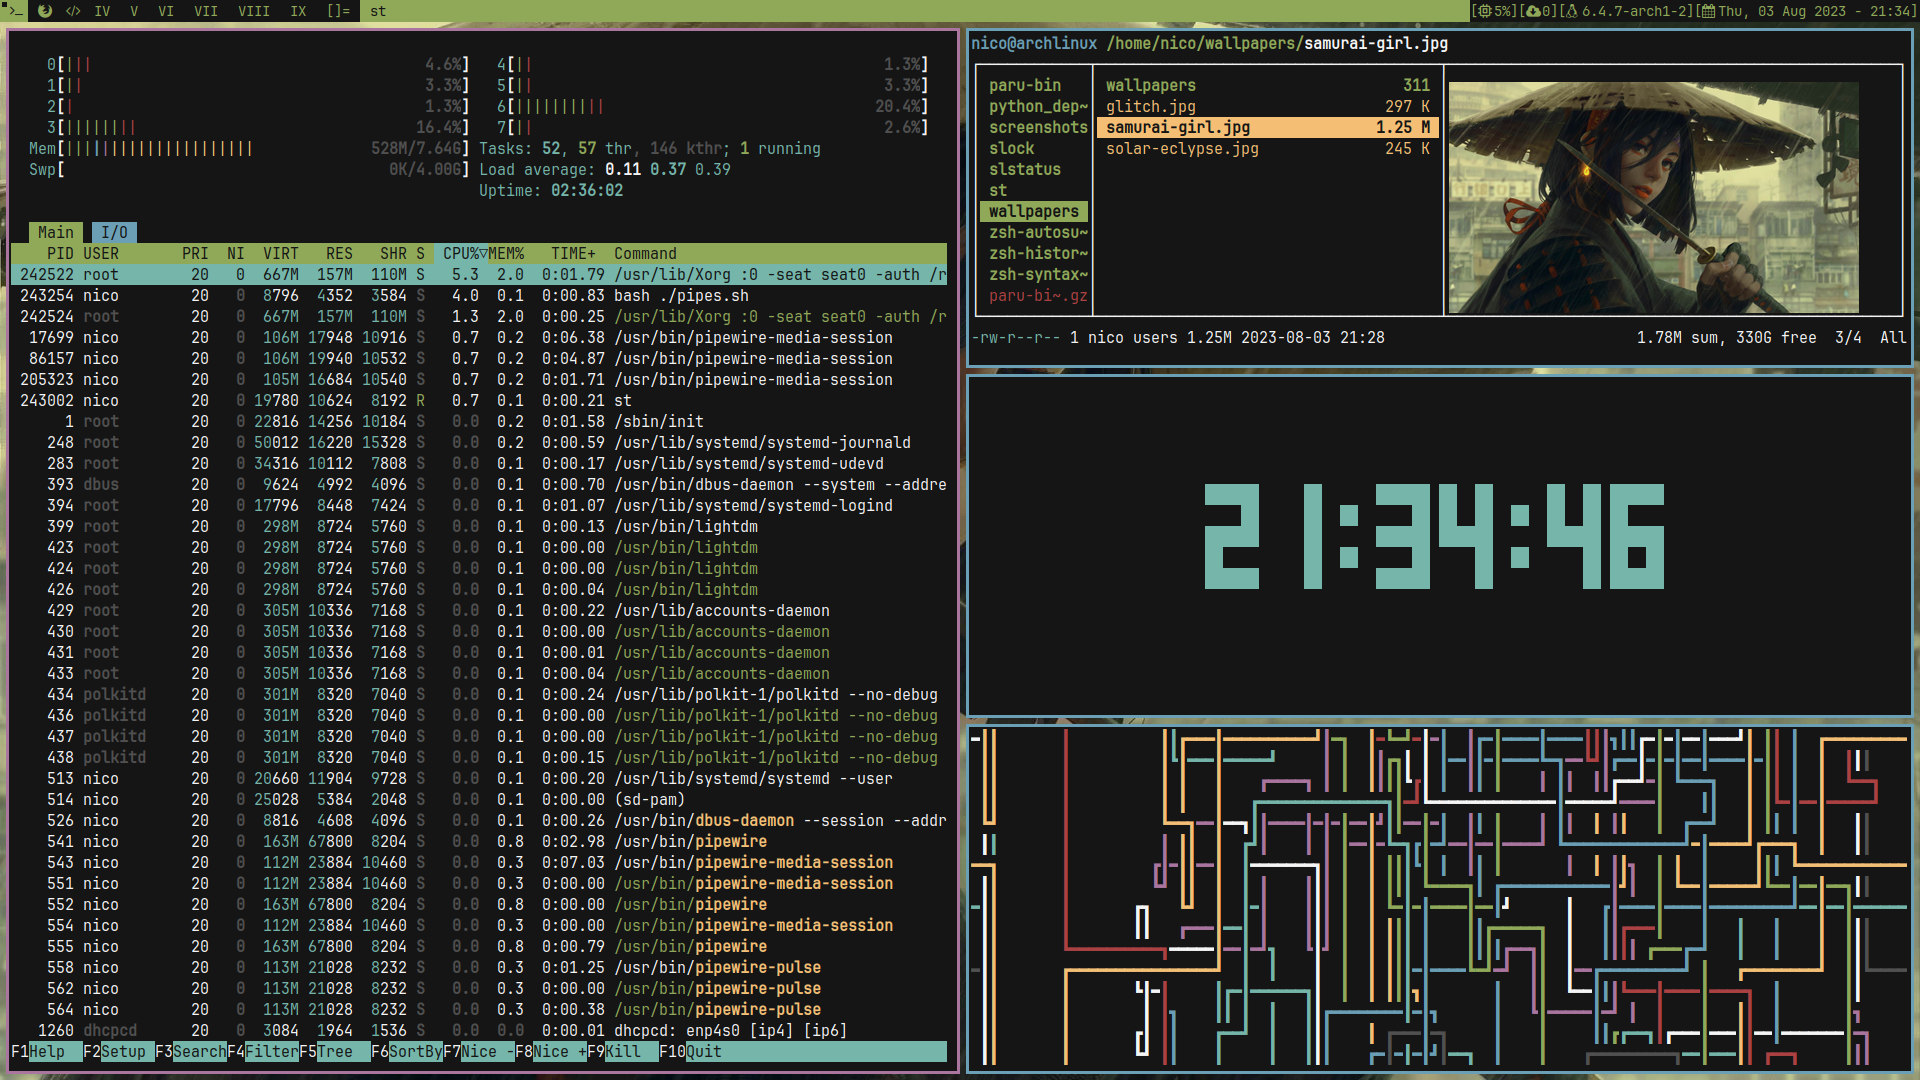 >_ </> IV V VI VII VIII IX []= st [5%][0][6.4.7-arch1-2][Thu, 03 Aug 2023 - 21:34]
0[||| 4.6%] 4[|| 1.3%]
1[|| 3.3%] 5[|| 3.3%]
2[| 1.3%] 6[|||||||||| 20.4%]
3[|||||||| 16.4%] 7[|| 2.6%]
Mem[||||||||||||||||||||| 528M/7.64G] Tasks: 52, 57 thr, 146 kthr; 1 running
Swp[ 0K/4.00G] Load average: 0.11 0.37 0.39
Uptime: 02:36:02
Main I/O
PID USER PRI NI VIRT RES SHR S CPU%▽MEM% TIME+ Command
242522 root 20 0 667M 157M 110M S 5.3 2.0 0:01.79 /usr/lib/Xorg :0 -seat seat0 -auth /r
243254 nico 20 0 8796 4352 3584 S 4.0 0.1 0:00.83 bash ./pipes.sh
242524 root 20 0 667M 157M 110M S 1.3 2.0 0:00.25 /usr/lib/Xorg :0 -seat seat0 -auth /r
17699 nico 20 0 106M 17948 10916 S 0.7 0.2 0:06.38 /usr/bin/pipewire-media-session
86157 nico 20 0 106M 19940 10532 S 0.7 0.2 0:04.87 /usr/bin/pipewire-media-session
205323 nico 20 0 105M 16684 10540 S 0.7 0.2 0:01.71 /usr/bin/pipewire-media-session
243002 nico 20 0 19780 10624 8192 R 0.7 0.1 0:00.21 st
1 root 20 0 22816 14256 10184 S 0.0 0.2 0:01.58 /sbin/init
248 root 20 0 50012 16220 15328 S 0.0 0.2 0:00.59 /usr/lib/systemd/systemd-journald
283 root 20 0 34316 10112 7808 S 0.0 0.1 0:00.17 /usr/lib/systemd/systemd-udevd
393 dbus 20 0 9624 4992 4096 S 0.0 0.1 0:00.70 /usr/bin/dbus-daemon --system --addre
394 root 20 0 17796 8448 7424 S 0.0 0.1 0:01.07 /usr/lib/systemd/systemd-logind
399 root 20 0 298M 8724 5760 S 0.0 0.1 0:00.13 /usr/bin/lightdm
423 root 20 0 298M 8724 5760 S 0.0 0.1 0:00.00 /usr/bin/lightdm
424 root 20 0 298M 8724 5760 S 0.0 0.1 0:00.00 /usr/bin/lightdm
426 root 20 0 298M 8724 5760 S 0.0 0.1 0:00.04 /usr/bin/lightdm
429 root 20 0 305M 10336 7168 S 0.0 0.1 0:00.22 /usr/lib/accounts-daemon
430 root 20 0 305M 10336 7168 S 0.0 0.1 0:00.00 /usr/lib/accounts-daemon
431 root 20 0 305M 10336 7168 S 0.0 0.1 0:00.01 /usr/lib/accounts-daemon
433 root 20 0 305M 10336 7168 S 0.0 0.1 0:00.04 /usr/lib/accounts-daemon
434 polkitd 20 0 301M 8320 7040 S 0.0 0.1 0:00.24 /usr/lib/polkit-1/polkitd --no-debug
436 polkitd 20 0 301M 8320 7040 S 0.0 0.1 0:00.00 /usr/lib/polkit-1/polkitd --no-debug
437 polkitd 20 0 301M 8320 7040 S 0.0 0.1 0:00.00 /usr/lib/polkit-1/polkitd --no-debug
438 polkitd 20 0 301M 8320 7040 S 0.0 0.1 0:00.15 /usr/lib/polkit-1/polkitd --no-debug
513 nico 20 0 20660 11904 9728 S 0.0 0.1 0:00.20 /usr/lib/systemd/systemd --user
514 nico 20 0 25028 5384 2048 S 0.0 0.1 0:00.00 (sd-pam)
526 nico 20 0 8816 4608 4096 S 0.0 0.1 0:00.26 /usr/bin/dbus-daemon --session --addr
541 nico 20 0 163M 67800 8204 S 0.0 0.8 0:02.98 /usr/bin/pipewire
543 nico 20 0 112M 23884 10460 S 0.0 0.3 0:07.03 /usr/bin/pipewire-media-session
551 nico 20 0 112M 23884 10460 S 0.0 0.3 0:00.00 /usr/bin/pipewire-media-session
552 nico 20 0 163M 67800 8204 S 0.0 0.8 0:00.00 /usr/bin/pipewire
554 nico 20 0 112M 23884 10460 S 0.0 0.3 0:00.00 /usr/bin/pipewire-media-session
555 nico 20 0 163M 67800 8204 S 0.0 0.8 0:00.79 /usr/bin/pipewire
558 nico 20 0 113M 21028 8232 S 0.0 0.3 0:01.25 /usr/bin/pipewire-pulse
562 nico 20 0 113M 21028 8232 S 0.0 0.3 0:00.00 /usr/bin/pipewire-pulse
564 nico 20 0 113M 21028 8232 S 0.0 0.3 0:00.38 /usr/bin/pipewire-pulse
1260 dhcpcd 20 0 3084 1964 1536 S 0.0 0.0 0:00.01 dhcpcd: enp4s0 [ip4] [ip6]
F1Help F2Setup F3SearchF4FilterF5Tree F6SortByF7Nice -F8Nice +F9Kill F10Quit
nico@archlinux /home/nico/wallpapers/samurai-girl.jpg
paru-bin wallpapers 311
python_dep~ glitch.jpg 297 K
screenshots samurai-girl.jpg 1.25 M
slock solar-eclypse.jpg 245 K
slstatus
st
wallpapers
zsh-autosu~
zsh-histor~
zsh-syntax~
paru-bi~.gz
-rw-r--r-- 1 nico users 1.25M 2023-08-03 21:28 1.78M sum, 330G free 3/4 All
21:34:46